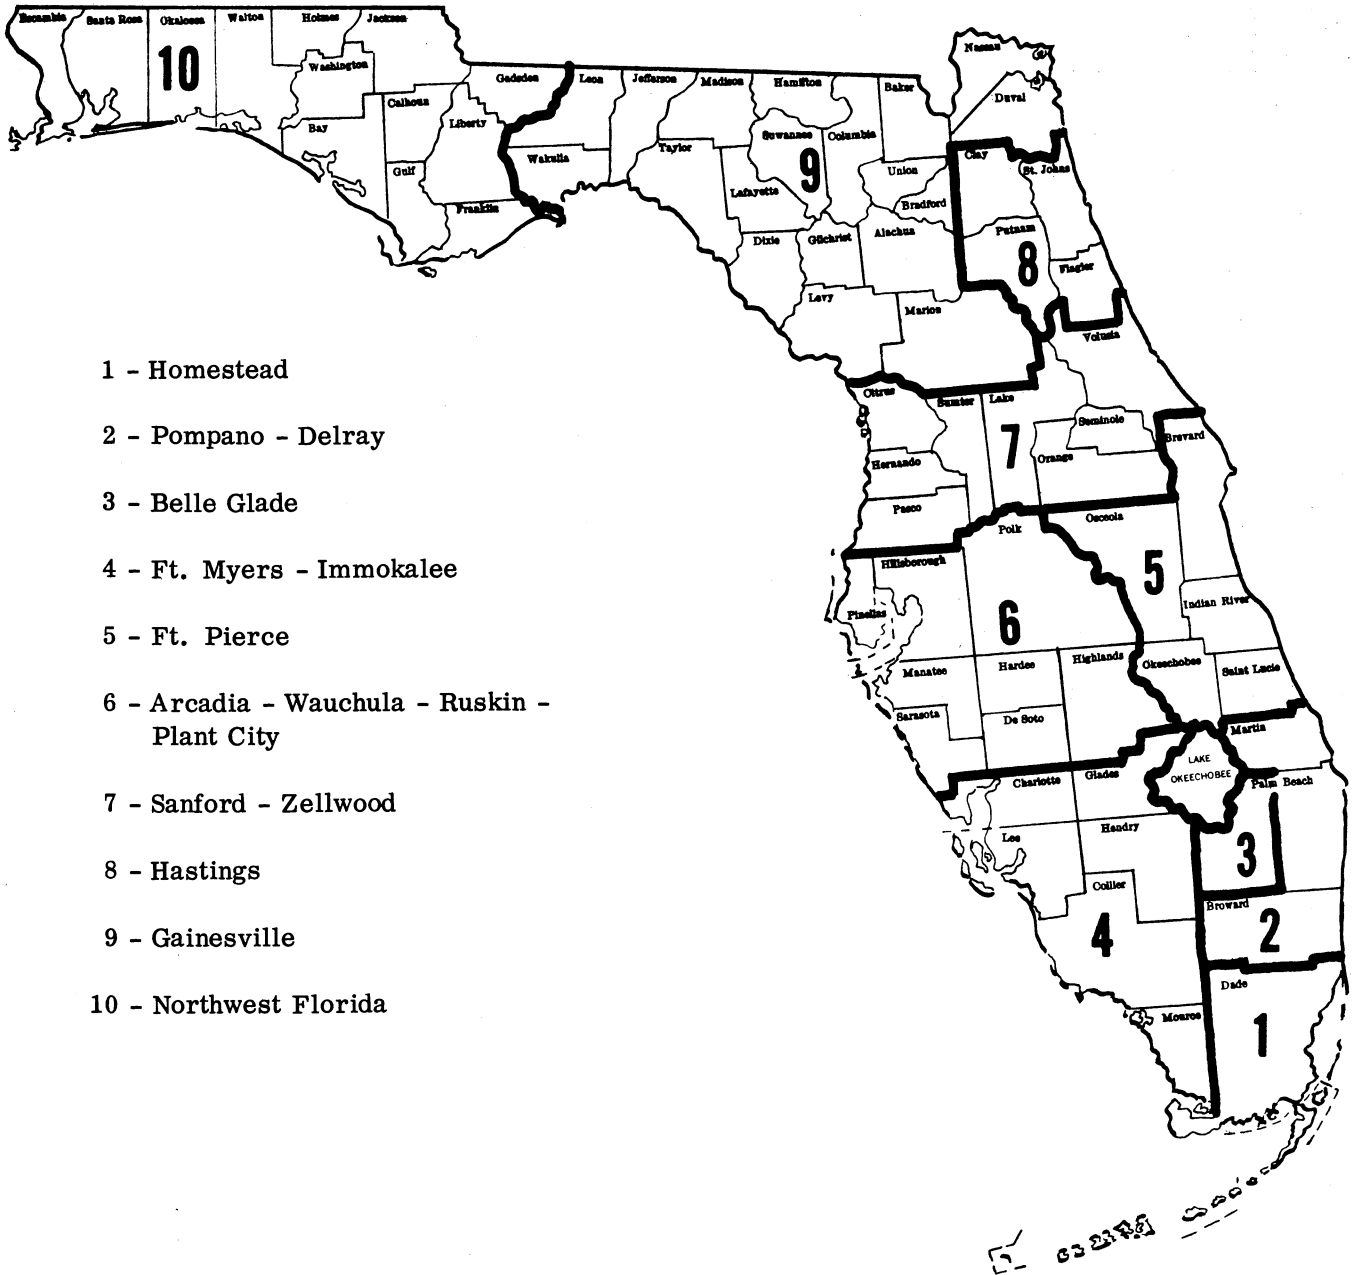 Escambia
Santa Rosa
Okaloosa
Walton
Holmes
Jackson
10
Washington
Bay
Calhoun
Gulf
Liberty
Gadsden
Franklin
Leon
Wakulla
Jefferson
Madison
Taylor
Hamilton
Suwannee
Lafayette
Columbia
9
Baker
Union
Bradford
Dixie
Gilchrist
Alachua
Levy
Marion
Nassau
Duval
Clay
St. Johns
Putnam
8
Flagler
Volusia
Citrus
Sumter
Lake
7
Seminole
Orange
Brevard
Hernando
Pasco
Polk
Osceola
5
Hillsborough
Pinellas
6
Indian River
Manatee
Hardee
Highlands
Okeechobee
Saint Lucie
Sarasota
De Soto
Martin
LAKE
OKEECHOBEE
Charlotte
Glades
Palm Beach
Lee
Hendry
3
Collier
4
Broward
2
Dade
Monroe
1
1 - Homestead
2 - Pompano - Delray
3 - Belle Glade
4 - Ft. Myers - Immokalee
5 - Ft. Pierce
6 - Arcadia - Wauchula - Ruskin -
Plant City
7 - Sanford - Zellwood
8 - Hastings
9 - Gainesville
10 - Northwest Florida